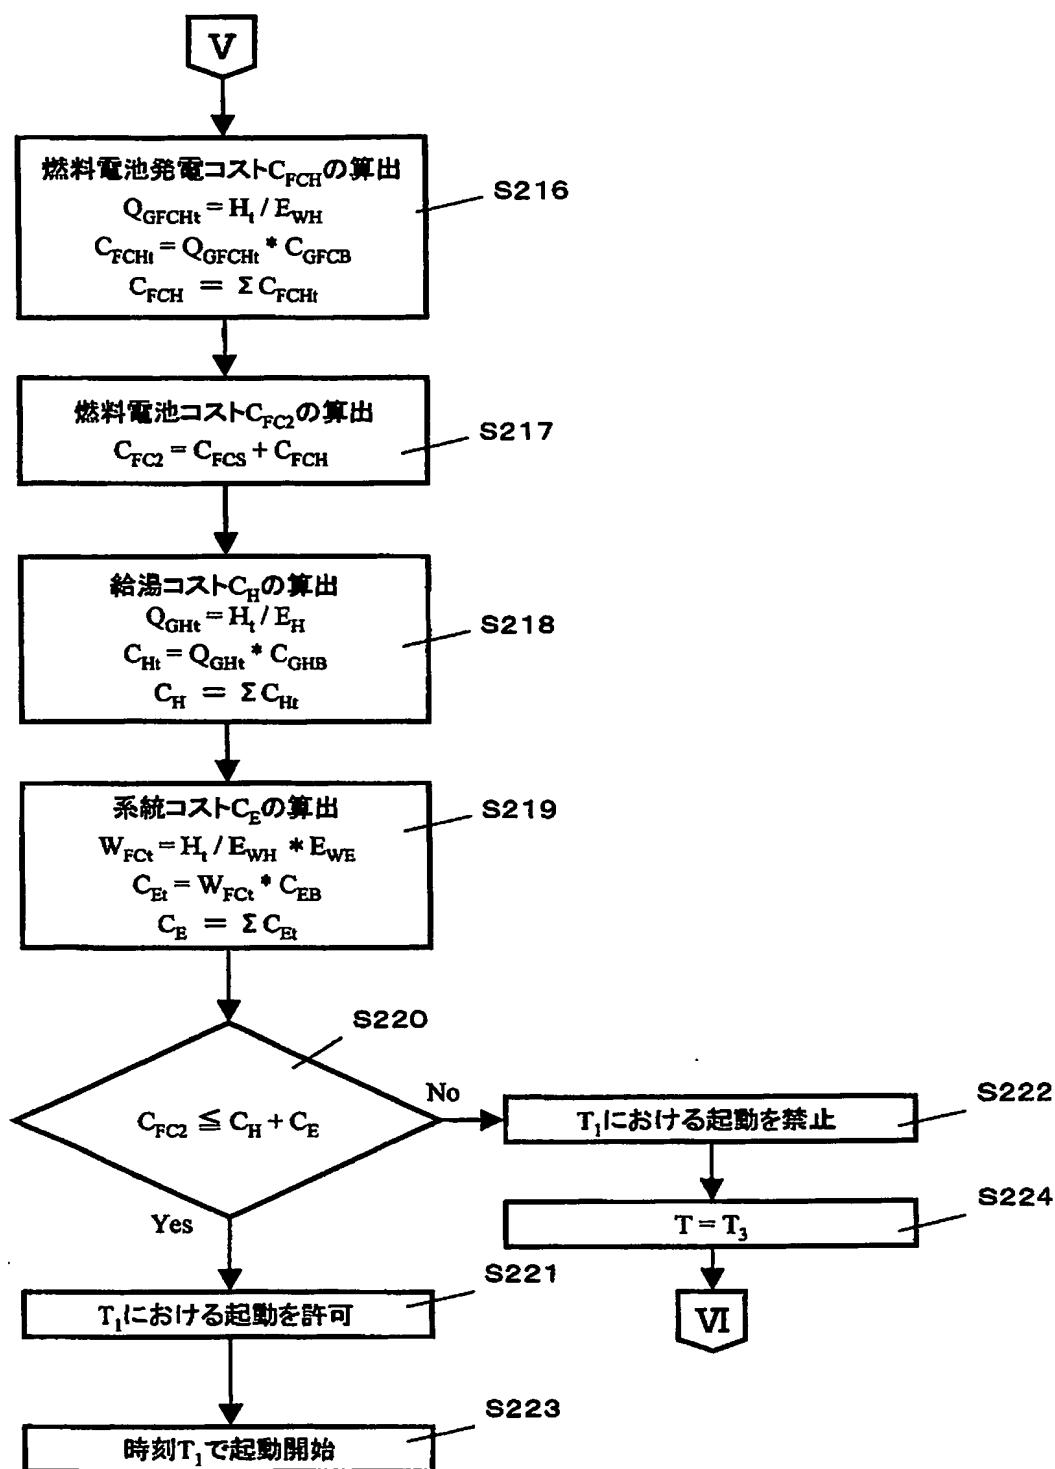 V
燃料電池発電コストC_FCHの算出
Q_GFCHt = H_t / E_WH
C_FCHt = Q_GFCHt * C_GFCB
C_FCH = Σ C_FCHt
S216
燃料電池コストC_FC2の算出
C_FC2 = C_FCS + C_FCH
S217
給湯コストC_Hの算出
Q_GHt = H_t / E_H
C_Ht = Q_GHt * C_GHB
C_H = Σ C_Ht
S218
系統コストC_Eの算出
W_FCt = H_t / E_WH * E_WE
C_Et = W_FCt * C_EB
C_E = Σ C_Et
S219
S220
C_FC2 ≦ C_H + C_E
No
Yes
T_1における起動を禁止
S222
T = T_3
S224
VI
T_1における起動を許可
S221
時刻T_1で起動開始
S223